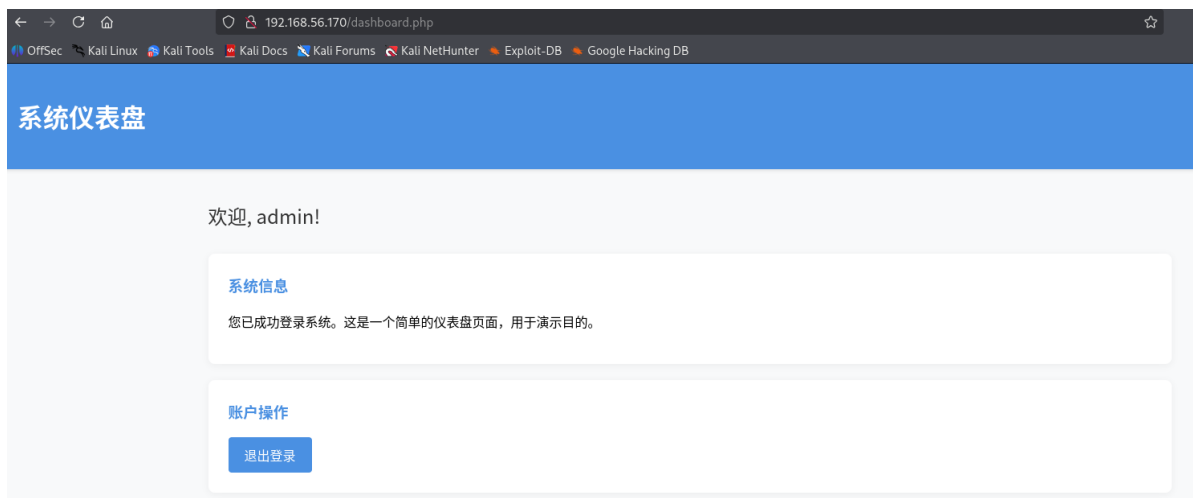 192.168.56.170/dashboard.php
OffSec Kali Linux Kali Tools Kali Docs Kali Forums Kali NetHunter Exploit-DB Google Hacking DB
系统仪表盘
欢迎, admin!
系统信息
您已成功登录系统。这是一个简单的仪表盘页面，用于演示目的。
账户操作
退出登录